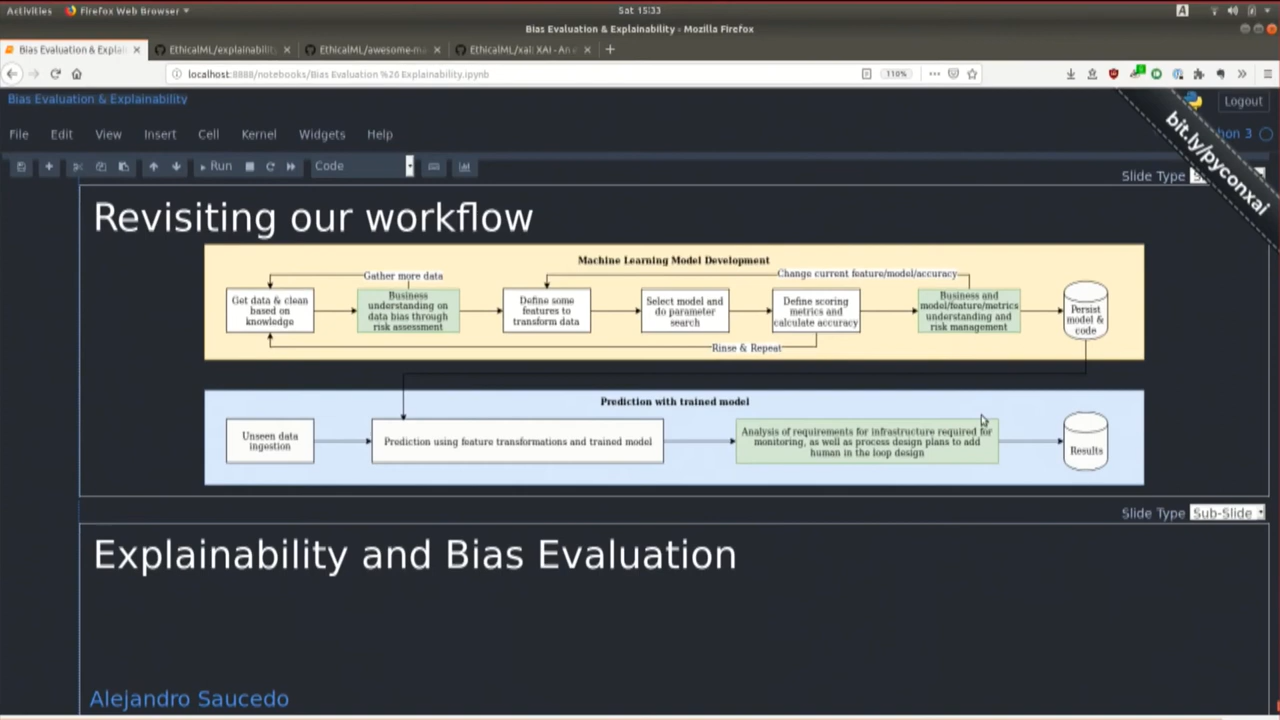 Activities Firefox Web Browser Sat 15:33 A
Bias Evaluation & Explainability - Mozilla Firefox
Bias Evaluation & Explai EthicalML/explainabilit EthicalML/awesome-m EthicalML/xai: XAI - An e
localhost:8888/notebooks/Bias Evaluation %26 Explainability.ipynb 110%
Bias Evaluation & Explainability Logout
File Edit View Insert Cell Kernel Widgets Help hon 3
Run Code
bit.ly/pyconxai
Slide Type
Revisiting our workflow
Machine Learning Model Development
Gather more data Change current feature/model/accuracy
Get data & clean
based on
knowledge
Business
understanding on
data bias through
risk assessment
Define some
features to
transform data
Select model and
do parameter
search
Define scoring
metrics and
calculate accuracy
Business and
model/feature/metrics
understanding and
risk management
Persist
model &
code
Rinse & Repeat
Prediction with trained model
Unseen data
ingestion
Prediction using feature transformations and trained model
Analysis of requirements for infrastructure required for
monitoring, as well as process design plans to add
human in the loop design
Results
Slide Type Sub-Slide
Explainability and Bias Evaluation
Alejandro Saucedo